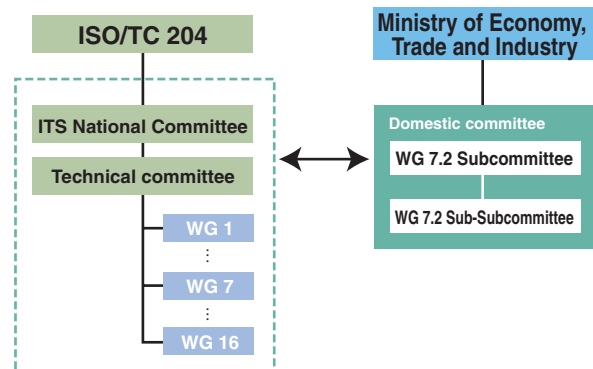 ISO/TC 204
ITS National Committee
Technical committee
WG 1
⋮
WG 7
⋮
WG 16
Ministry of Economy,
Trade and Industry
Domestic committee
WG 7.2 Subcommittee
WG 7.2 Sub-Subcommittee